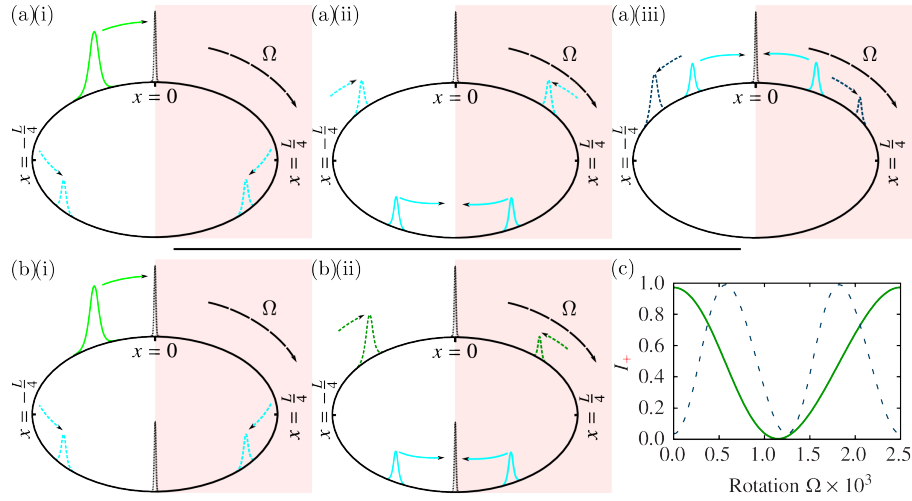 (a)(i)
Ω
x = 0
x = -L/4
x = L/4
(a)(ii)
Ω
x = 0
x = -L/4
x = L/4
(a)(iii)
Ω
x = 0
x = -L/4
x = L/4
(b)(i)
Ω
x = 0
x = -L/4
x = L/4
(b)(ii)
Ω
x = 0
x = -L/4
x = L/4
(c)
1.0
0.8
0.6
0.4
0.2
0.0
I₊
0.0 0.5 1.0 1.5 2.0 2.5
Rotation Ω × 10³